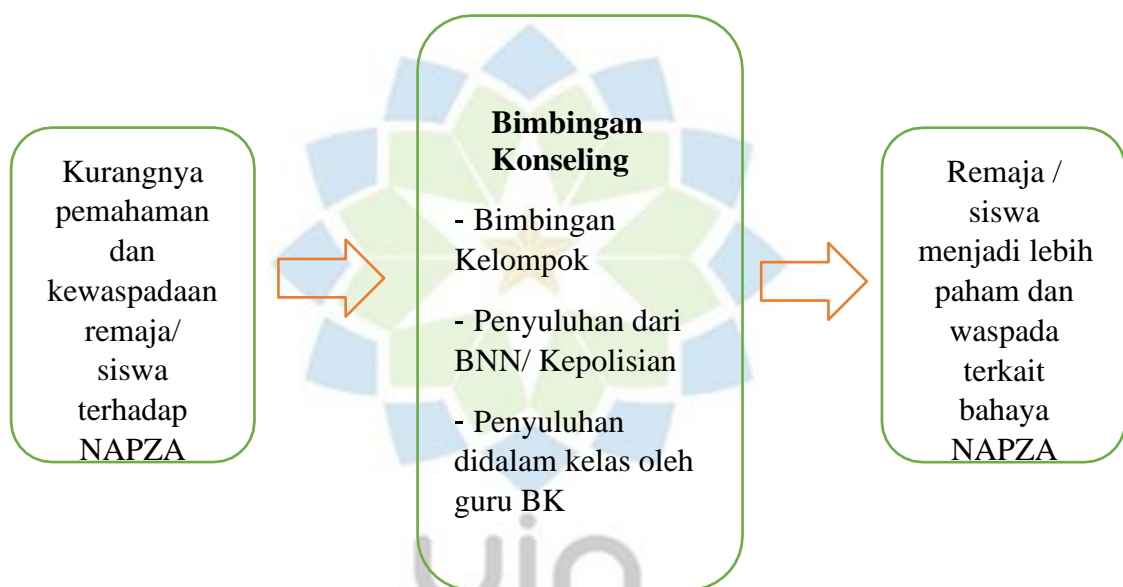 Kurangnya
pemahaman
dan
kewaspadaan
remaja/
siswa
terhadap
NAPZA
Bimbingan
Konseling
- Bimbingan
Kelompok
- Penyuluhan dari
BNN/ Kepolisian
- Penyuluhan
didalam kelas oleh
guru BK
Remaja /
siswa
menjadi lebih
paham dan
waspada
terkait
bahaya
NAPZA
uin